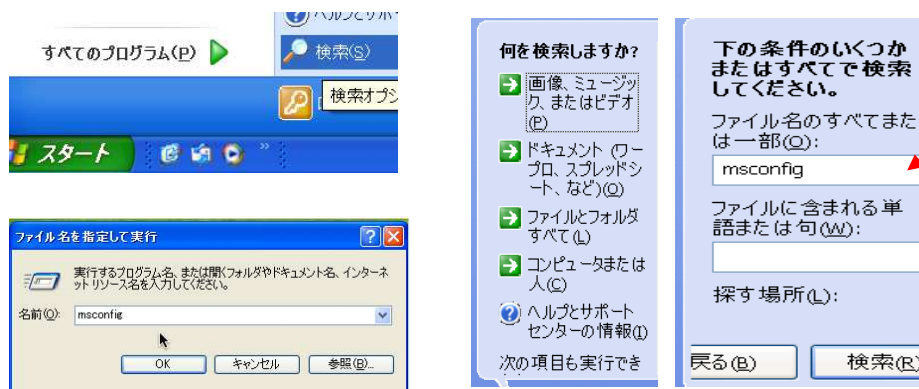 ヘルプとサポ
すべてのプログラム(P)
検索(S)
検索オプシ
スタート
ファイル名を指定して実行
実行するプログラム名、または開くフォルダやドキュメント名、インターネ
ット リソース名を入力してください。
名前(O):
msconfig
OK
キャンセル
参照(B)...
何を検索しますか?
画像、ミュージッ
ク、またはビデオ
(P)
ドキュメント (ワー
プロ、スプレッドシ
ート、など)(O)
ファイルとフォルダ
すべて(L)
コンピュータまたは
人(C)
ヘルプとサポート
センターの情報(I)
次の項目も実行でき
下の条件のいくつか
またはすべてで検索
してください。
ファイル名のすべてまた
は一部(O):
msconfig
ファイルに含まれる単
語または句(W):
探す場所(L):
戻る(B)
検索(R)